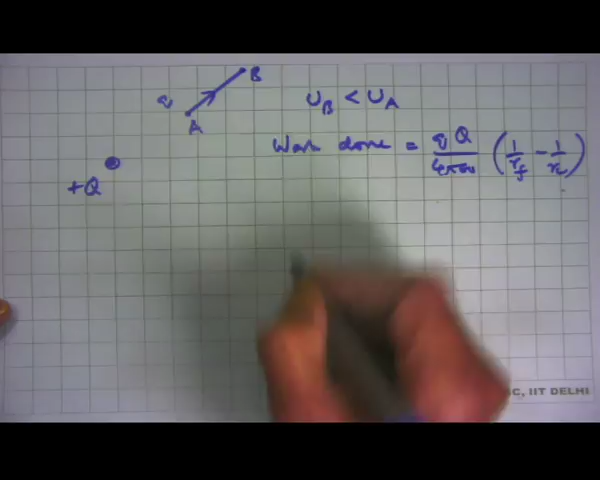 B
q
U_B < U_A
A
Work done = qQ/4πε₀ (1/r_f − 1/r_i)
+Q
C, IIT DELHI